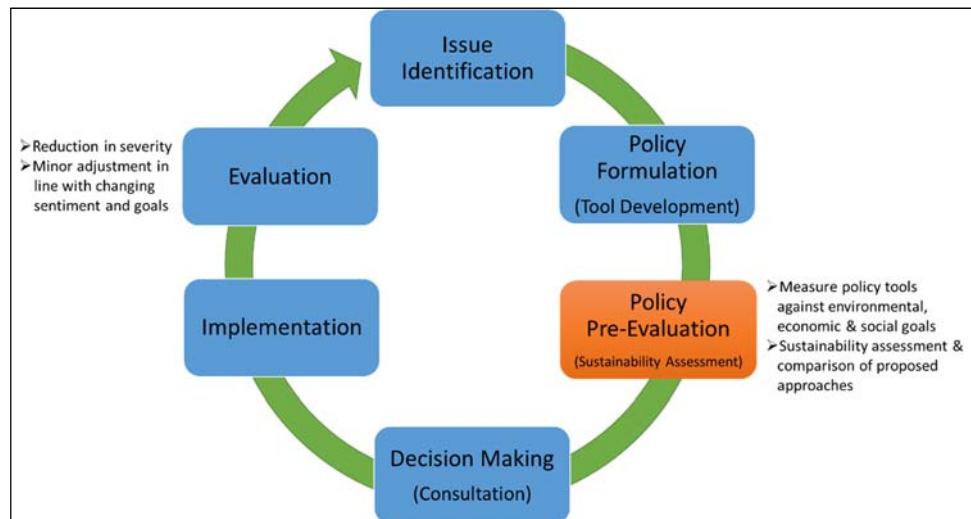 Issue
Identification
Policy
Formulation
(Tool Development)
Policy
Pre-Evaluation
(Sustainability Assessment)
➢Measure policy tools
against environmental,
economic & social goals
➢Sustainability assessment &
comparison of proposed
approaches
Decision Making
(Consultation)
Implementation
Evaluation
➢Reduction in severity
➢Minor adjustment in
line with changing
sentiment and goals